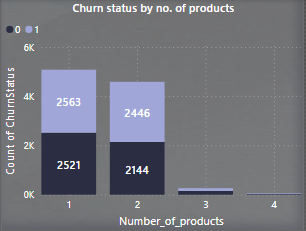 Churn status by no. of products
0 1
6K
4K
2K
0K
Count of ChurnStatus
2563
2446
2521
2144
1 2 3 4
Number_of_products